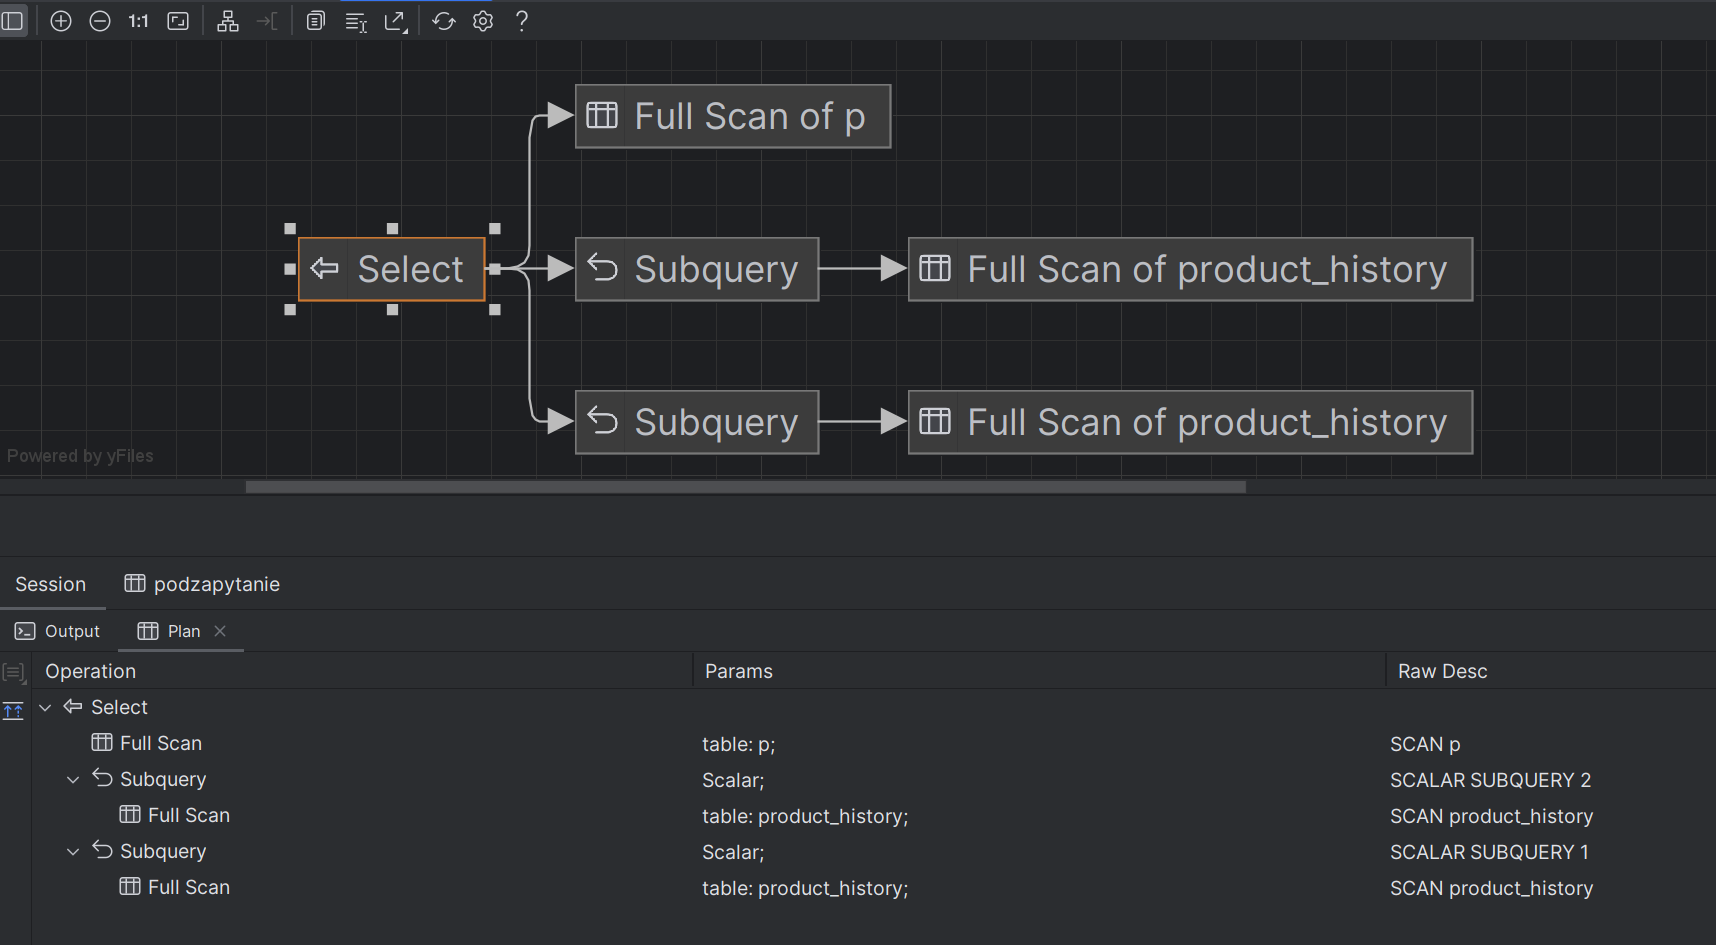 1:1 ?
Full Scan of p
Select
Subquery
Full Scan of product_history
Subquery
Full Scan of product_history
Powered by yFiles
Session podzapytanie
Output Plan
Operation Params Raw Desc
Select
Full Scan table: p; SCAN p
Subquery Scalar; SCALAR SUBQUERY 2
Full Scan table: product_history; SCAN product_history
Subquery Scalar; SCALAR SUBQUERY 1
Full Scan table: product_history; SCAN product_history